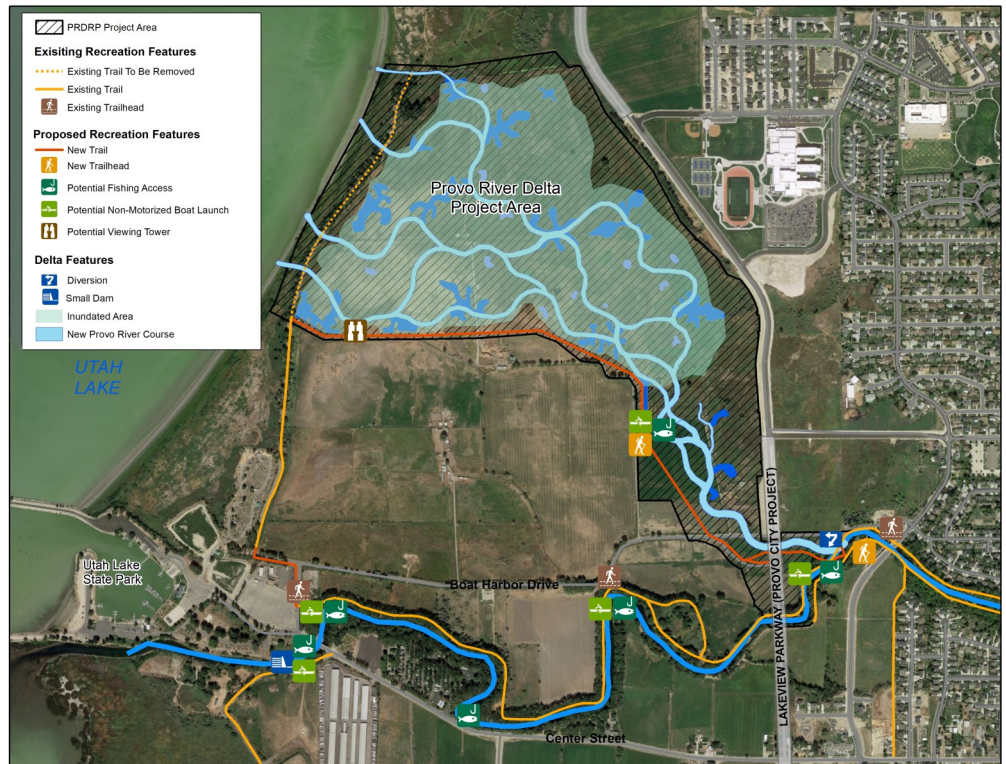 PRDRP Project Area
Exisiting Recreation Features
Existing Trail To Be Removed
Existing Trail
Existing Trailhead
Proposed Recreation Features
New Trail
New Trailhead
Potential Fishing Access
Potential Non-Motorized Boat Launch
Potential Viewing Tower
Delta Features
Diversion
Small Dam
Inundated Area
New Provo River Course
Provo River Delta
Project Area
UTAH
LAKE
Utah Lake
State Park
Boat Harbor Drive
LAKEVIEW PARKWAY (PROVO CITY PROJECT)
Center Street